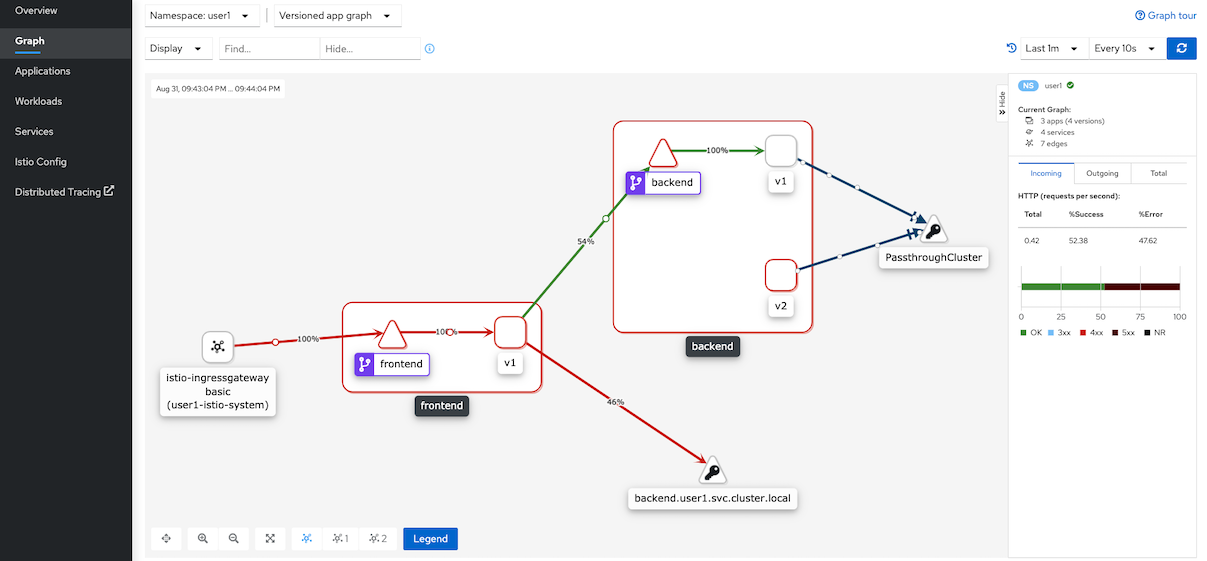 Overview
Graph
Applications
Workloads
Services
Istio Config
Distributed Tracing
Namespace: user1
Versioned app graph
Graph tour
Display
Find...
Hide...
Last 1m
Every 10s
Aug 31, 09:43:04 PM ... 09:44:04 PM
Hide
100%
backend
v1
54%
PassthroughCluster
v2
backend
100%
100%
frontend
v1
istio-ingressgateway
basic
(user1-istio-system)
frontend
46%
backend.user1.svc.cluster.local
1
2
Legend
NS user1
Current Graph:
3 apps (4 versions)
4 services
7 edges
Incoming Outgoing Total
HTTP (requests per second):
Total %Success %Error
0.42 52.38 47.62
0 25 50 75 100
OK 3xx 4xx 5xx NR